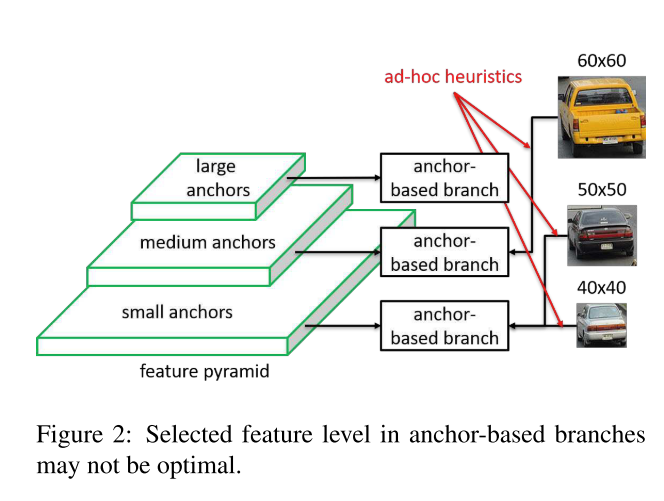 60x60
ad-hoc heuristics
large
anchors
anchor-
based branch
50x50
medium anchors
anchor-
based branch
40x40
small anchors
anchor-
based branch
feature pyramid
Figure 2: Selected feature level in anchor-based branches
may not be optimal.